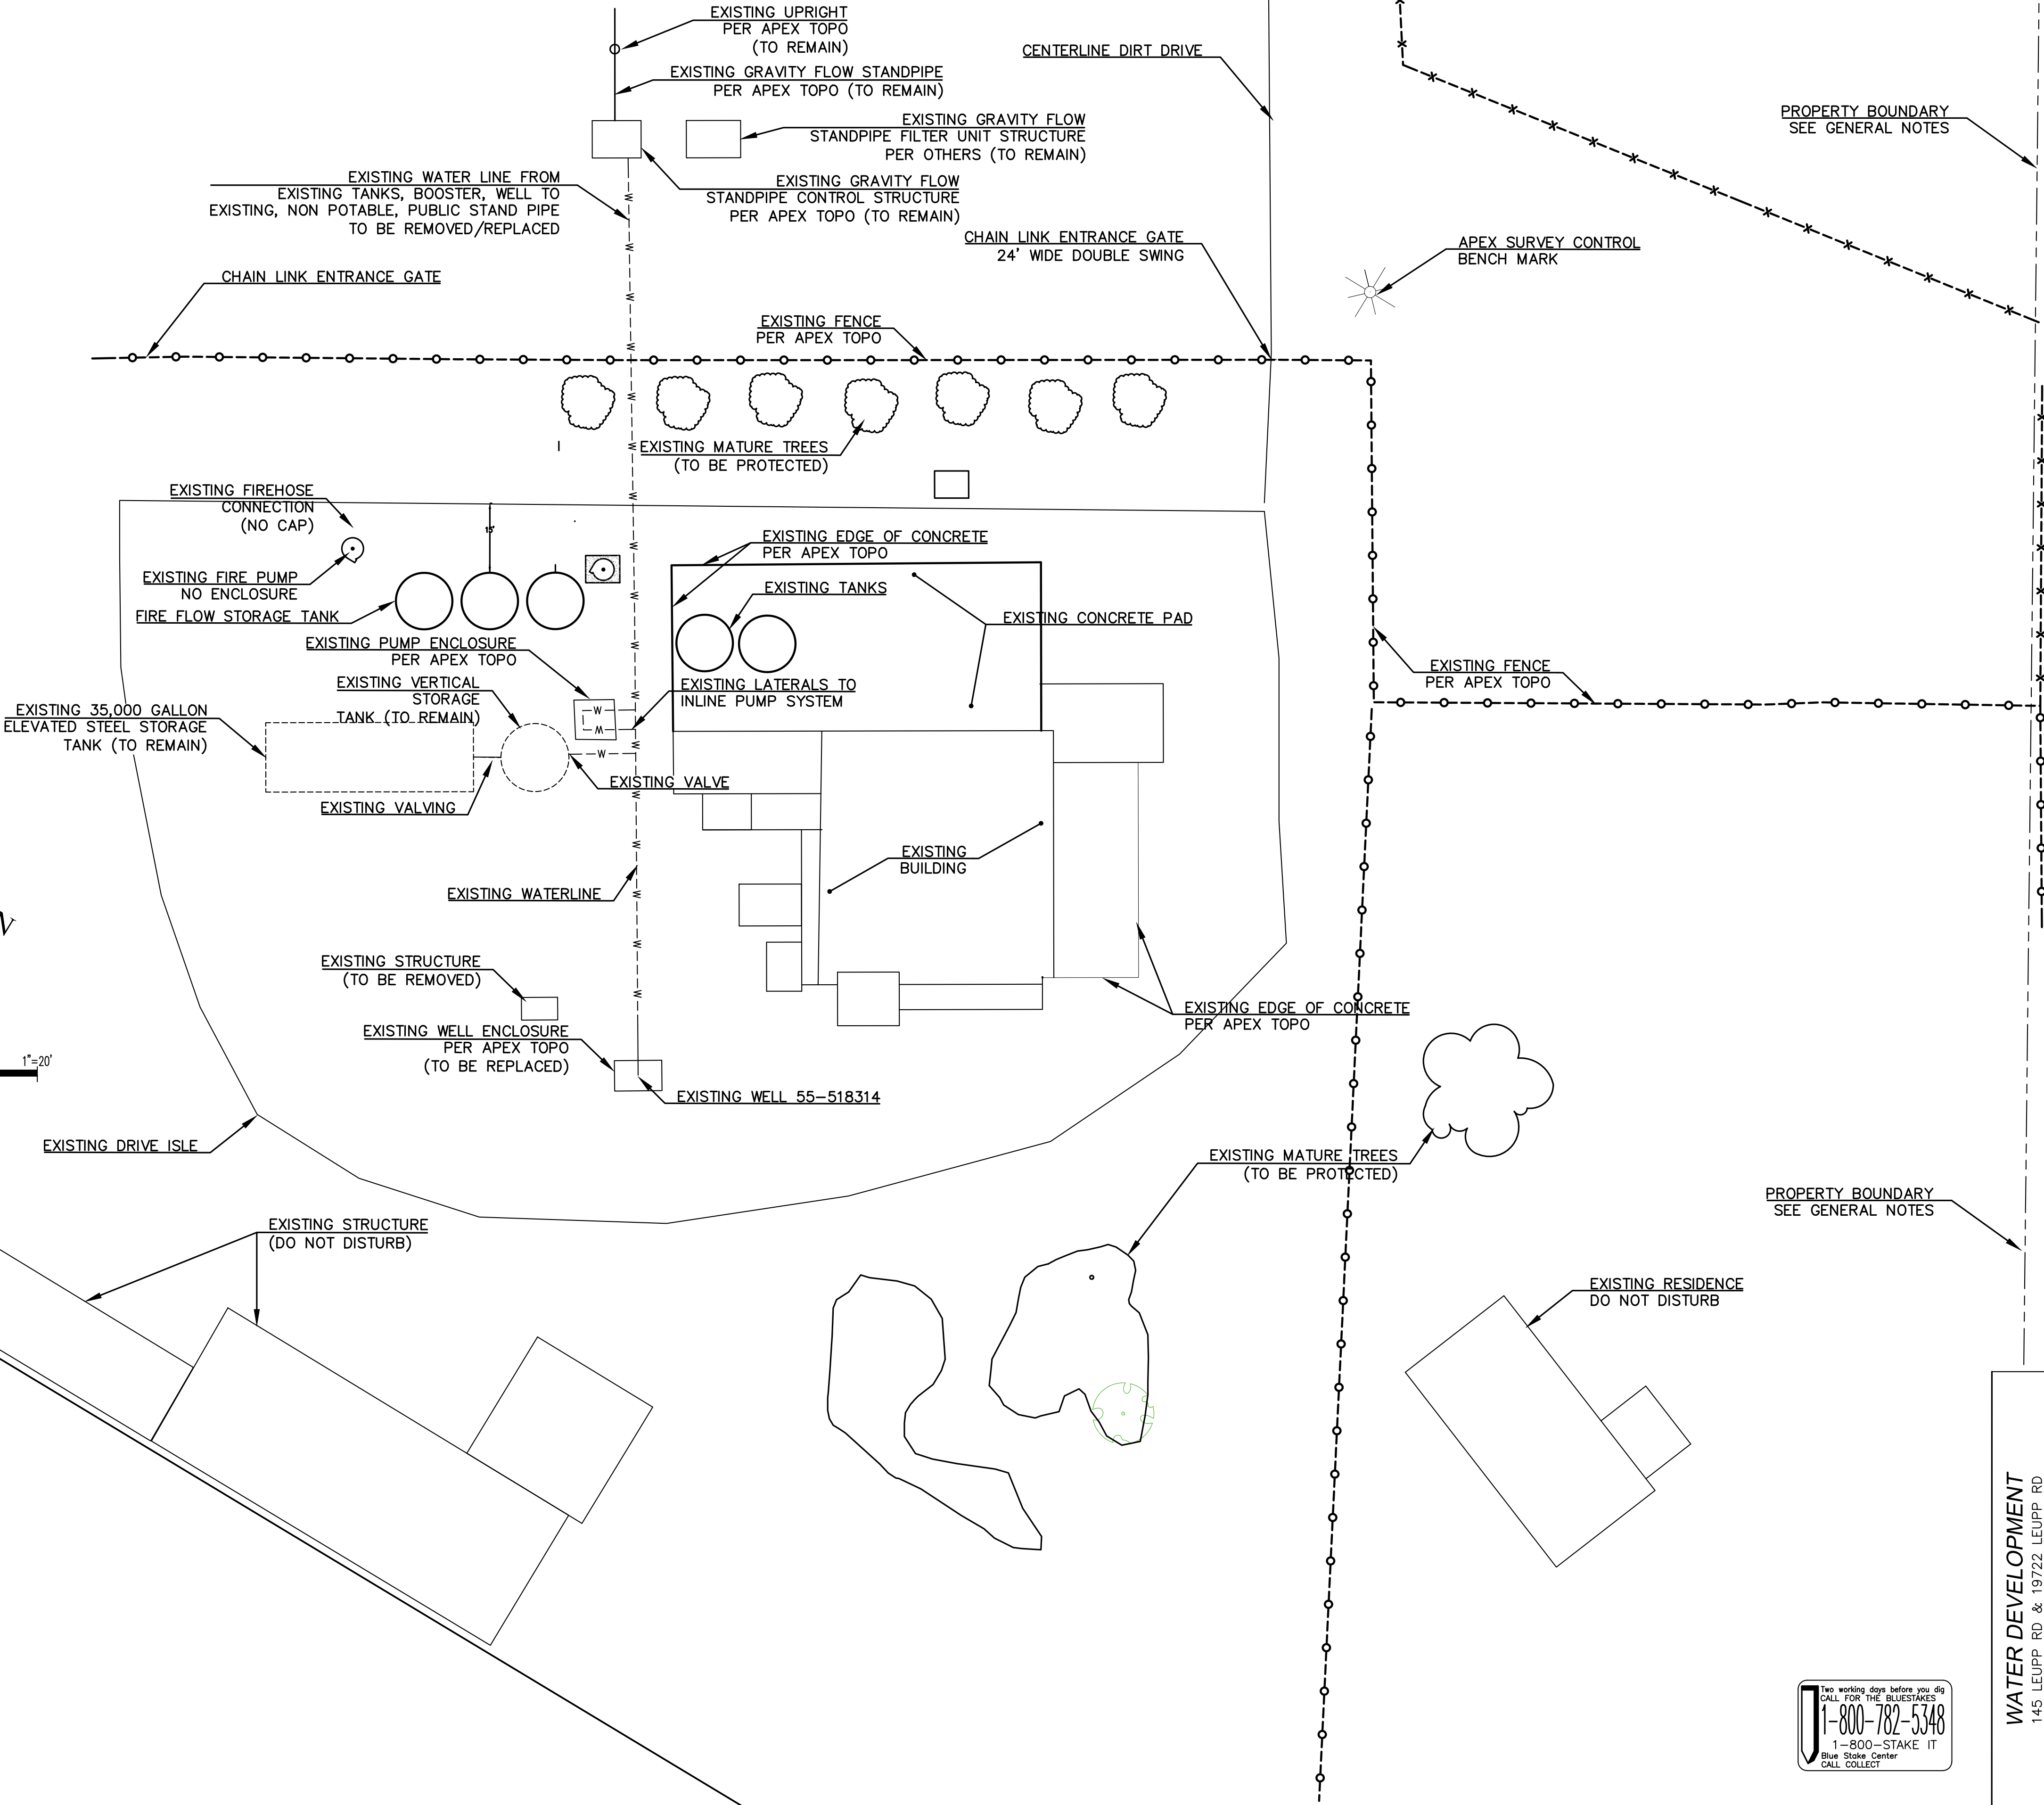 EXISTING UPRIGHT
PER APEX TOPO
(TO REMAIN)
EXISTING GRAVITY FLOW STANDPIPE
PER APEX TOPO (TO REMAIN)
CENTERLINE DIRT DRIVE
PROPERTY BOUNDARY
SEE GENERAL NOTES
EXISTING GRAVITY FLOW
STANDPIPE FILTER UNIT STRUCTURE
PER OTHERS (TO REMAIN)
EXISTING WATER LINE FROM
EXISTING TANKS, BOOSTER, WELL TO
EXISTING, NON POTABLE, PUBLIC STAND PIPE
TO BE REMOVED/REPLACED
EXISTING GRAVITY FLOW
STANDPIPE CONTROL STRUCTURE
PER APEX TOPO (TO REMAIN)
CHAIN LINK ENTRANCE GATE
24' WIDE DOUBLE SWING
APEX SURVEY CONTROL
BENCH MARK
CHAIN LINK ENTRANCE GATE
EXISTING FENCE
PER APEX TOPO
EXISTING MATURE TREES
(TO BE PROTECTED)
EXISTING FIREHOSE
CONNECTION
(NO CAP)
15'
EXISTING EDGE OF CONCRETE
PER APEX TOPO
EXISTING FIRE PUMP
NO ENCLOSURE
EXISTING TANKS
FIRE FLOW STORAGE TANK
EXISTING CONCRETE PAD
EXISTING PUMP ENCLOSURE
PER APEX TOPO
EXISTING FENCE
PER APEX TOPO
EXISTING VERTICAL
STORAGE
TANK (TO REMAIN)
EXISTING LATERALS TO
INLINE PUMP SYSTEM
EXISTING 35,000 GALLON
ELEVATED STEEL STORAGE
TANK (TO REMAIN)
W
W
W
EXISTING VALVE
EXISTING VALVING
EXISTING
BUILDING
EXISTING WATERLINE
EXISTING STRUCTURE
(TO BE REMOVED)
EXISTING EDGE OF CONCRETE
PER APEX TOPO
EXISTING WELL ENCLOSURE
PER APEX TOPO
(TO BE REPLACED)
1"=20'
EXISTING WELL 55-518314
EXISTING DRIVE ISLE
EXISTING MATURE TREES
(TO BE PROTECTED)
PROPERTY BOUNDARY
SEE GENERAL NOTES
EXISTING STRUCTURE
(DO NOT DISTURB)
EXISTING RESIDENCE
DO NOT DISTURB
WATER DEVELOPMENT
145 LEUPP RD & 19722 LEUPP RD
Two working days before you dig
CALL FOR THE BLUESTAKES
1-800-782-5348
1-800-STAKE IT
Blue Stake Center
CALL COLLECT